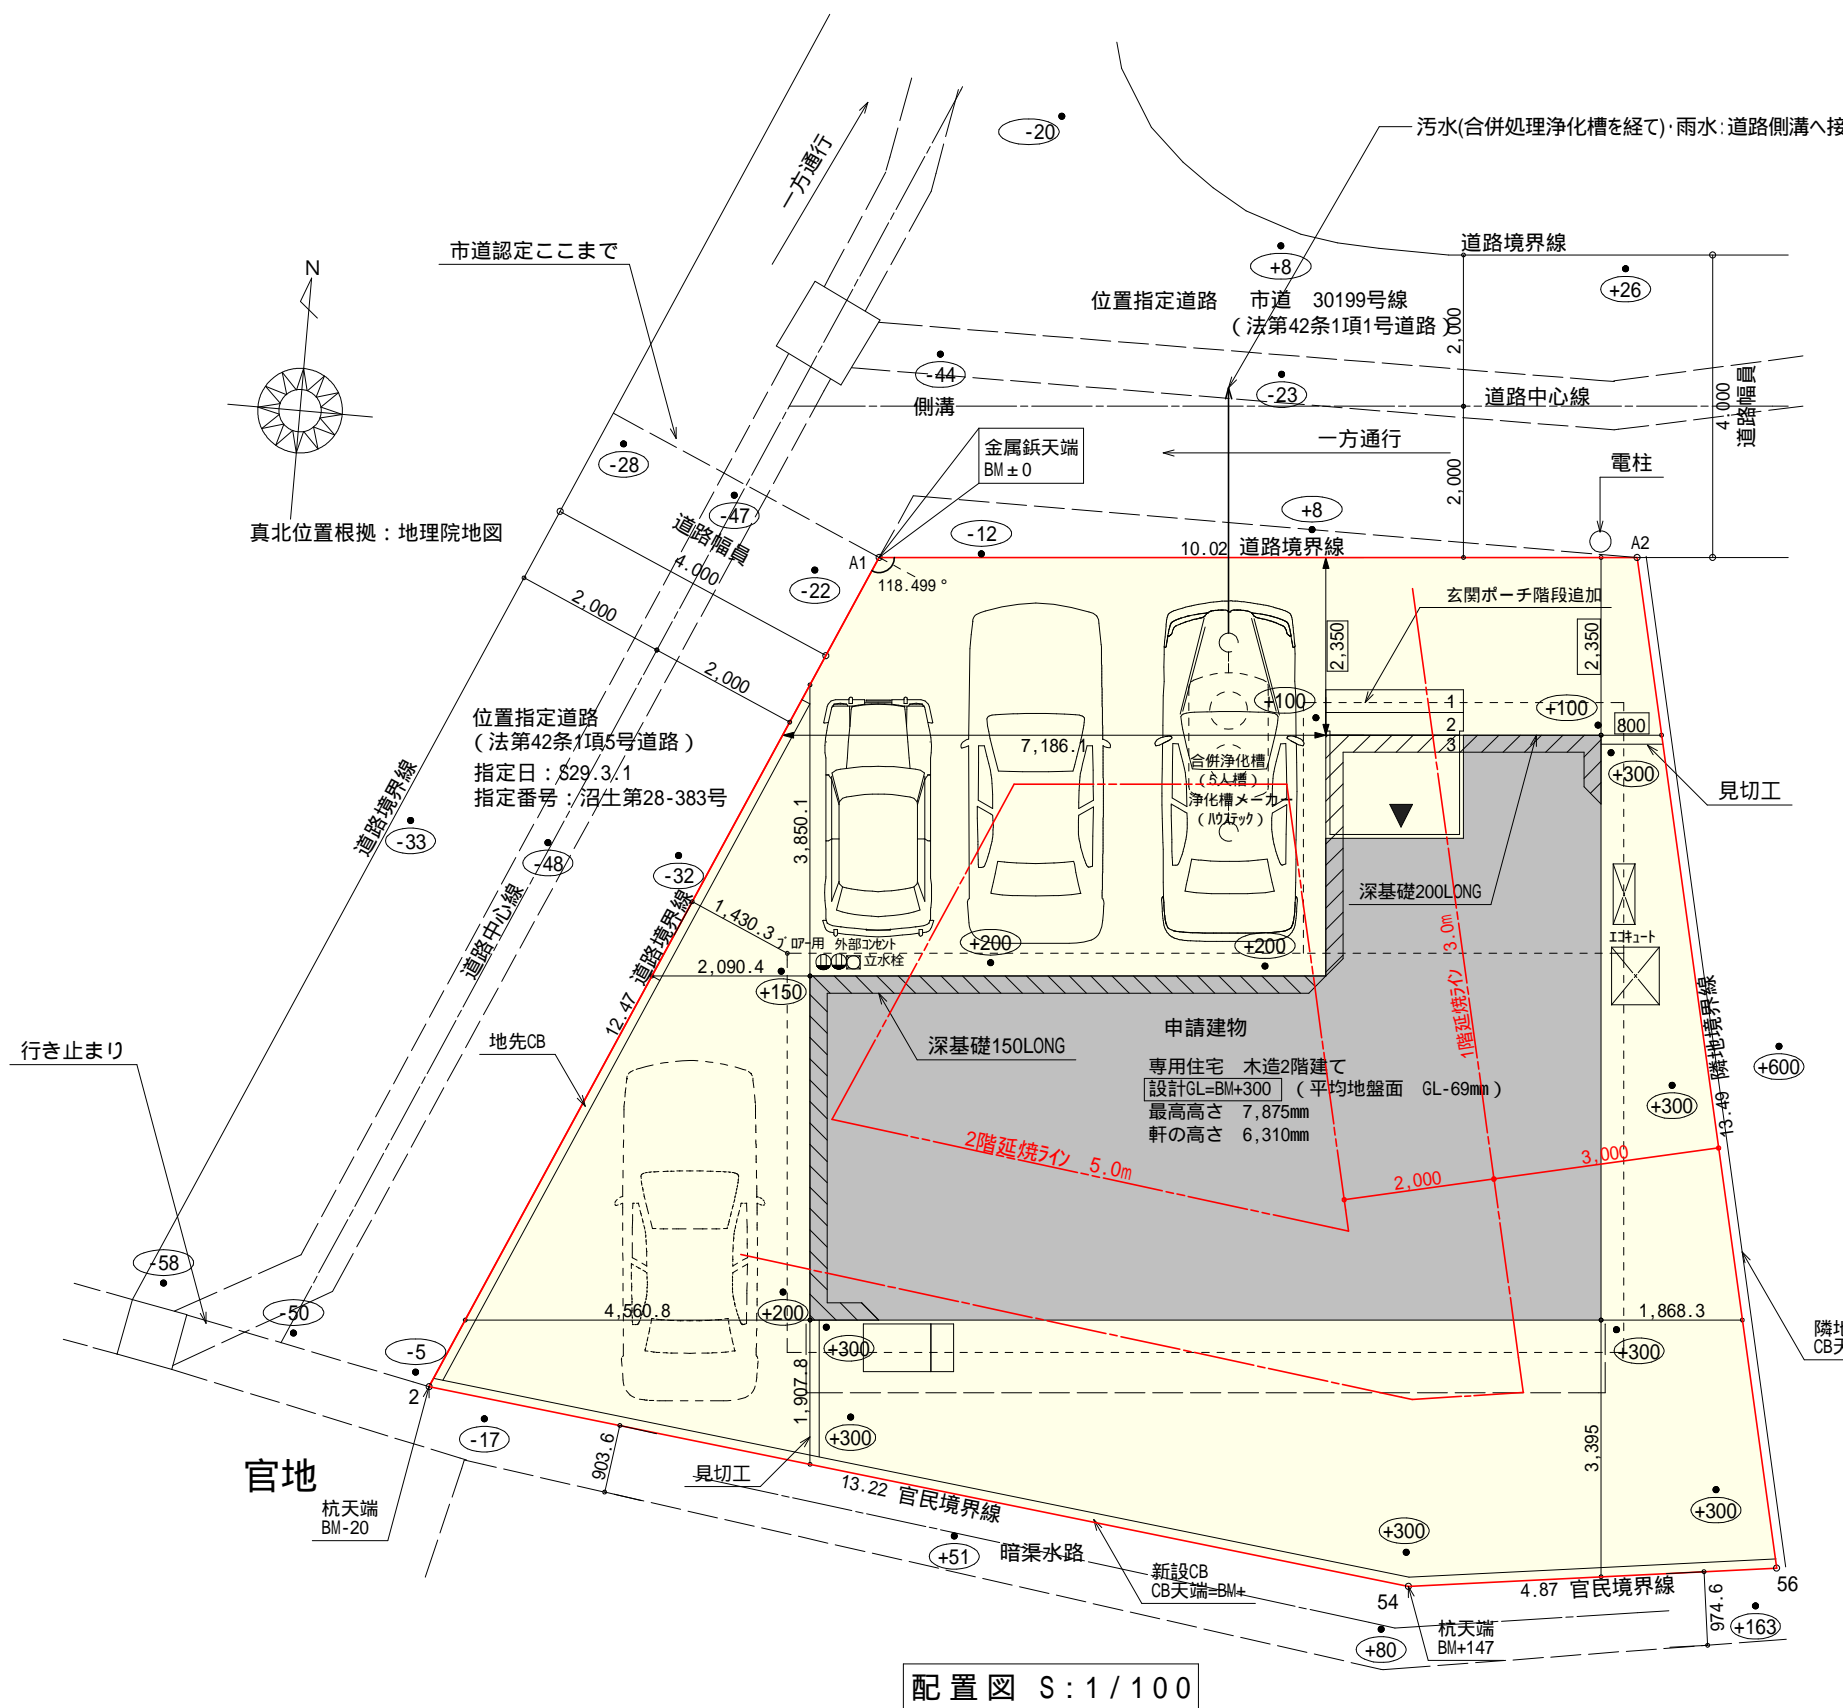 汚水(合併処理浄化槽を経て)･雨水:道路側溝へ接
一方通行
-20
市道認定ここまで
N
真北位置根拠：地理院地図
道路境界線
+8
+26
位置指定道路　市道　30199号線
（法第42条1項1号道路）
2,000
4.000
道路幅員
-44
側溝
-23
道路中心線
一方通行
2,000
電柱
金属鋲天端
BM±0
-28
-47
道路幅員
4.000
-22
-12
+8
A1
10.02 道路境界線
A2
118.499°
2,000
2,000
玄関ポーチ階段追加
2,350
2,350
位置指定道路
（法第42条1項5号道路）
指定日：S29.3.1
指定番号：沼土第28-383号
+100
1
2
3
+100
800
7,186.1
合併浄化槽
（5人槽）
浄化槽メーカー
（ﾊｳｽﾃｯｸ）
+300
見切工
道路境界線
-33
-48
-32
3,850.1
深基礎200LONG
道路中心線
1,430.3
ﾌﾞﾛｱｰ用 外部ｺﾝｾﾝﾄ
立水栓
+200
+200
ｴｺｷｭｰﾄ
2,090.4
+150
12.47 道路境界線
1階延焼ﾗｲﾝ 3.0m
13.49 隣地境界線
行き止まり
地先CB
深基礎150LONG
申請建物
専用住宅　木造2階建て
設計GL=BM+300 （平均地盤面　GL-69mm）
最高高さ　7,875mm
軒の高さ　6,310mm
+600
+300
2階延焼ﾗｲﾝ 5.0m
2,000
3,000
-58
-50
-5
4,560.8
+200
+300
1,868.3
+300
隣地
CB天
2
1,907.8
-17
+300
903.6
3,395
官地
見切工
13.22 官民境界線
杭天端
BM-20
+300
+300
+51
暗渠水路
新設CB
CB天端=BM+
54
4.87 官民境界線
56
974.6
+163
杭天端
BM+147
+80
配置図 S:1/100